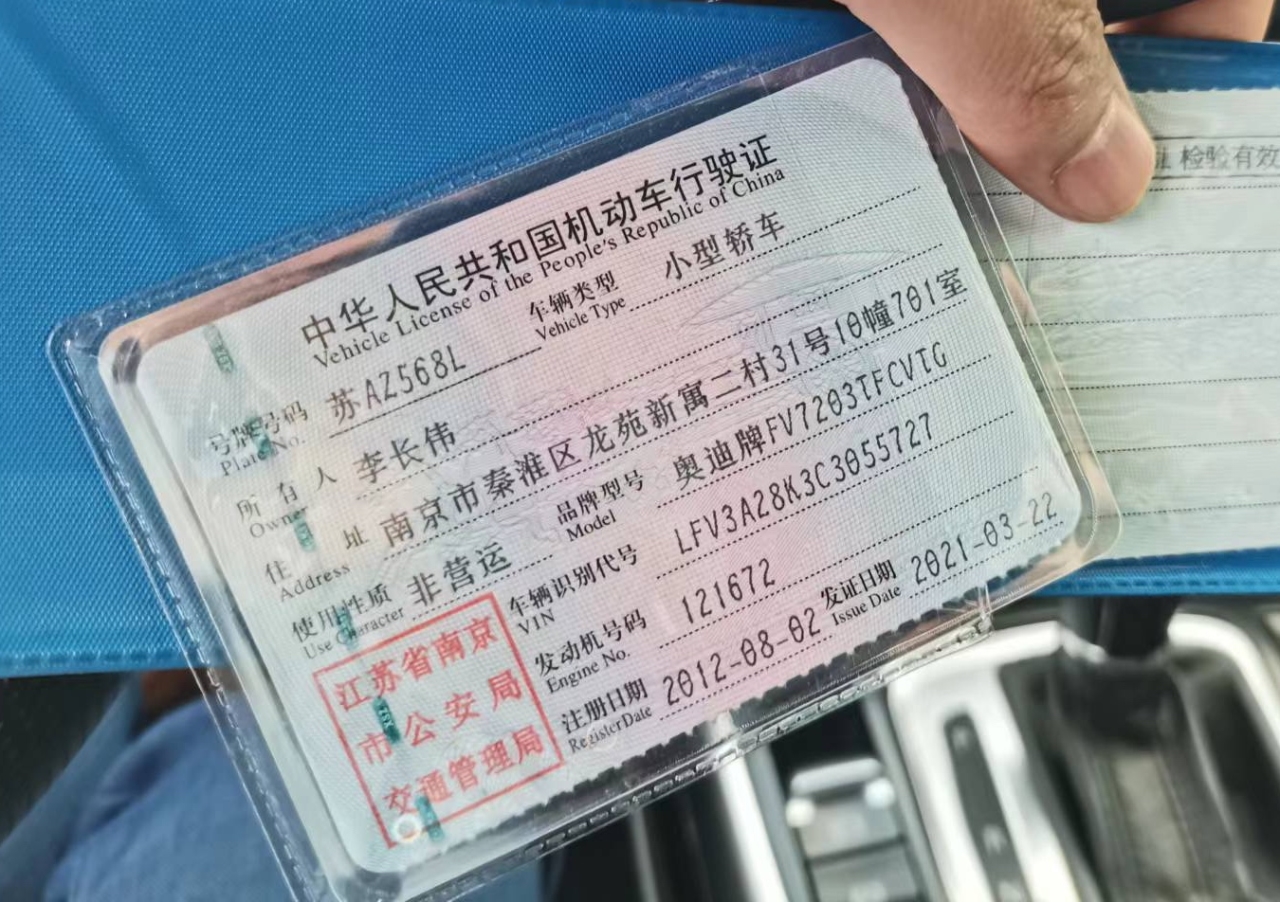 中华人民共和国机动车行驶证
Vehicle License of the People's Republic of China
号牌号码 苏AZ568L 车辆类型 小型轿车
Plate No. Vehicle Type
所有人 李长伟
Owner
住址 南京市秦淮区龙苑新寓二村31号10幢701室
Address
使用性质 非营运 品牌型号 奥迪牌FV7203TFCVTG
Use Character Model
车辆识别代号 LFV3A28K3C3055727
VIN
发动机号码 121672
Engine No.
注册日期 2012-08-02 发证日期 2021-03-22
Register Date Issue Date
江苏省南京
市公安局
交通管理局
检验有效